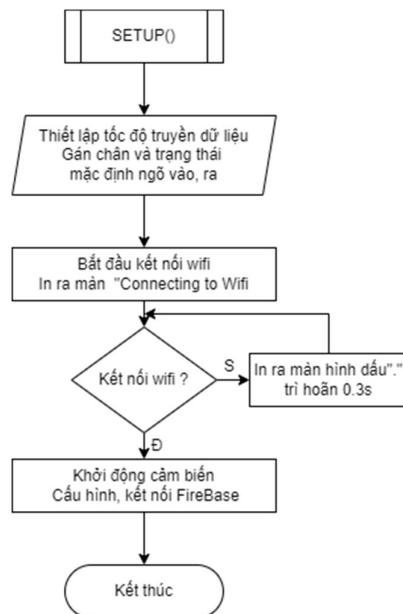 SETUP()
Thiết lập tốc độ truyền dữ liệu
Gán chân và trạng thái
mặc định ngõ vào, ra
Bắt đầu kết nối wifi
In ra màn "Connecting to Wifi
Kết nối wifi ?
S
In ra màn hình dấu"."
trì hoãn 0.3s
Đ
Khởi động cảm biến
Cấu hình, kết nối FireBase
Kết thúc